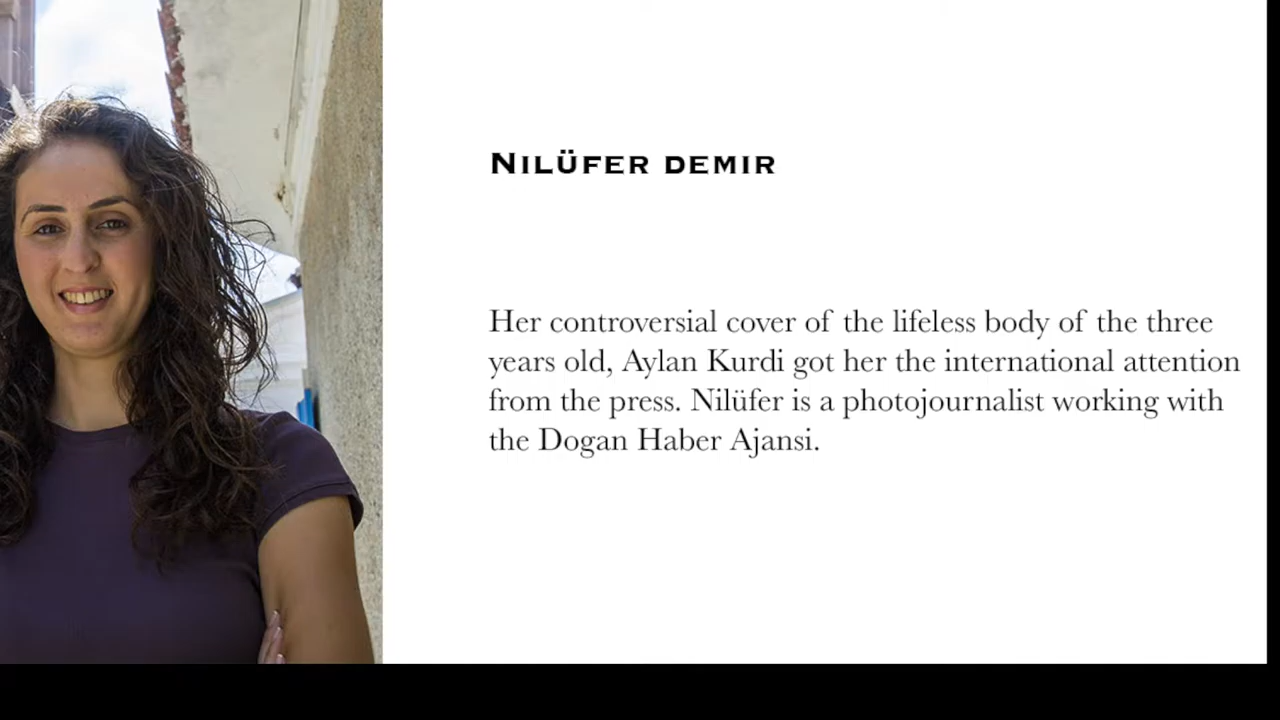 Nilüfer demir
Her controversial cover of the lifeless body of the three
years old, Aylan Kurdi got her the international attention
from the press. Nilüfer is a photojournalist working with
the Dogan Haber Ajansi.